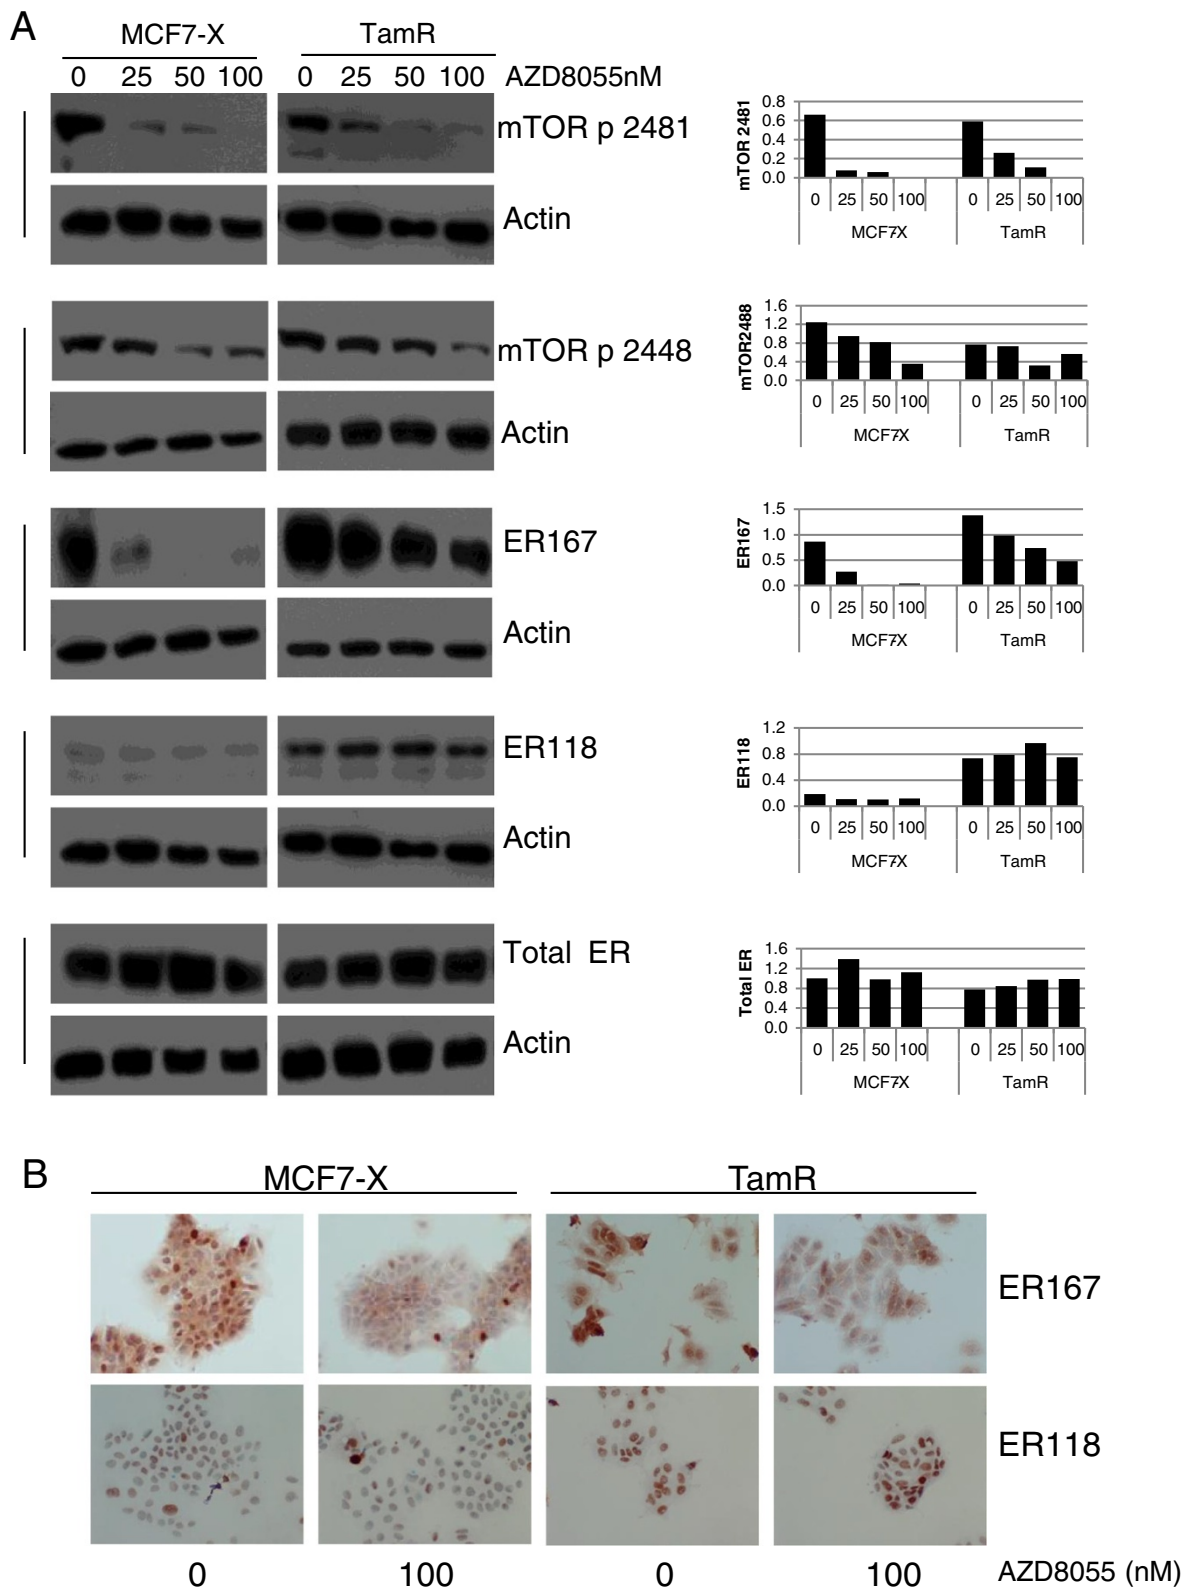 A
MCF7-X TamR
0 25 50 100 0 25 50 100 AZD8055nM
mTOR p 2481
Actin
mTOR 2481
0.8
0.6
0.4
0.2
0.0
0 25 50 100 0 25 50 100
MCF7X TamR
mTOR p 2448
Actin
mTOR2488
1.6
1.2
0.8
0.4
0.0
0 25 50 100 0 25 50 100
MCF7X TamR
ER167
Actin
ER167
1.5
1.0
0.5
0.0
0 25 50 100 0 25 50 100
MCF7X TamR
ER118
Actin
ER118
1.2
0.8
0.4
0.0
0 25 50 100 0 25 50 100
MCF7X TamR
Total ER
Actin
Total ER
1.6
1.2
0.8
0.4
0.0
0 25 50 100 0 25 50 100
MCF7X TamR
B
MCF7-X TamR
ER167
ER118
0 100 0 100 AZD8055 (nM)